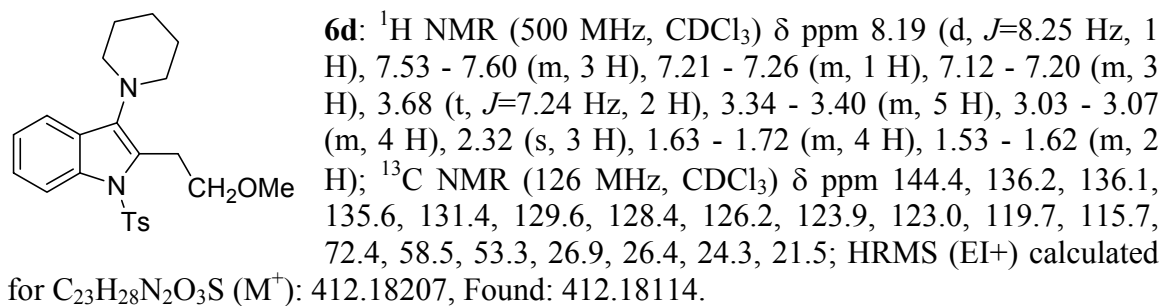 6d: ¹H NMR (500 MHz, CDCl₃) δ ppm 8.19 (d, J=8.25 Hz, 1
H), 7.53 - 7.60 (m, 3 H), 7.21 - 7.26 (m, 1 H), 7.12 - 7.20 (m, 3
H), 3.68 (t, J=7.24 Hz, 2 H), 3.34 - 3.40 (m, 5 H), 3.03 - 3.07
(m, 4 H), 2.32 (s, 3 H), 1.63 - 1.72 (m, 4 H), 1.53 - 1.62 (m, 2
H); ¹³C NMR (126 MHz, CDCl₃) δ ppm 144.4, 136.2, 136.1,
135.6, 131.4, 129.6, 128.4, 126.2, 123.9, 123.0, 119.7, 115.7,
72.4, 58.5, 53.3, 26.9, 26.4, 24.3, 21.5; HRMS (EI+) calculated
for C₂₃H₂₈N₂O₃S (M⁺): 412.18207, Found: 412.18114.
N
N
Ts
CH₂OMe